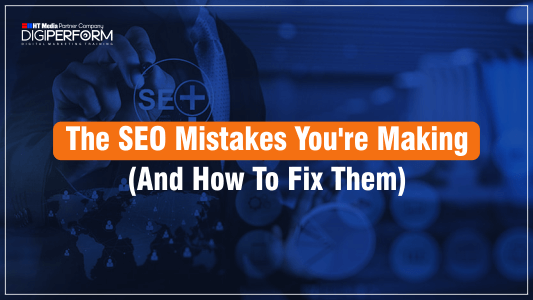 HT Media Partner Company
DIGIPERFORM
DIGITAL MARKETING TRAINING
SE
The SEO Mistakes You're Making
(And How To Fix Them)